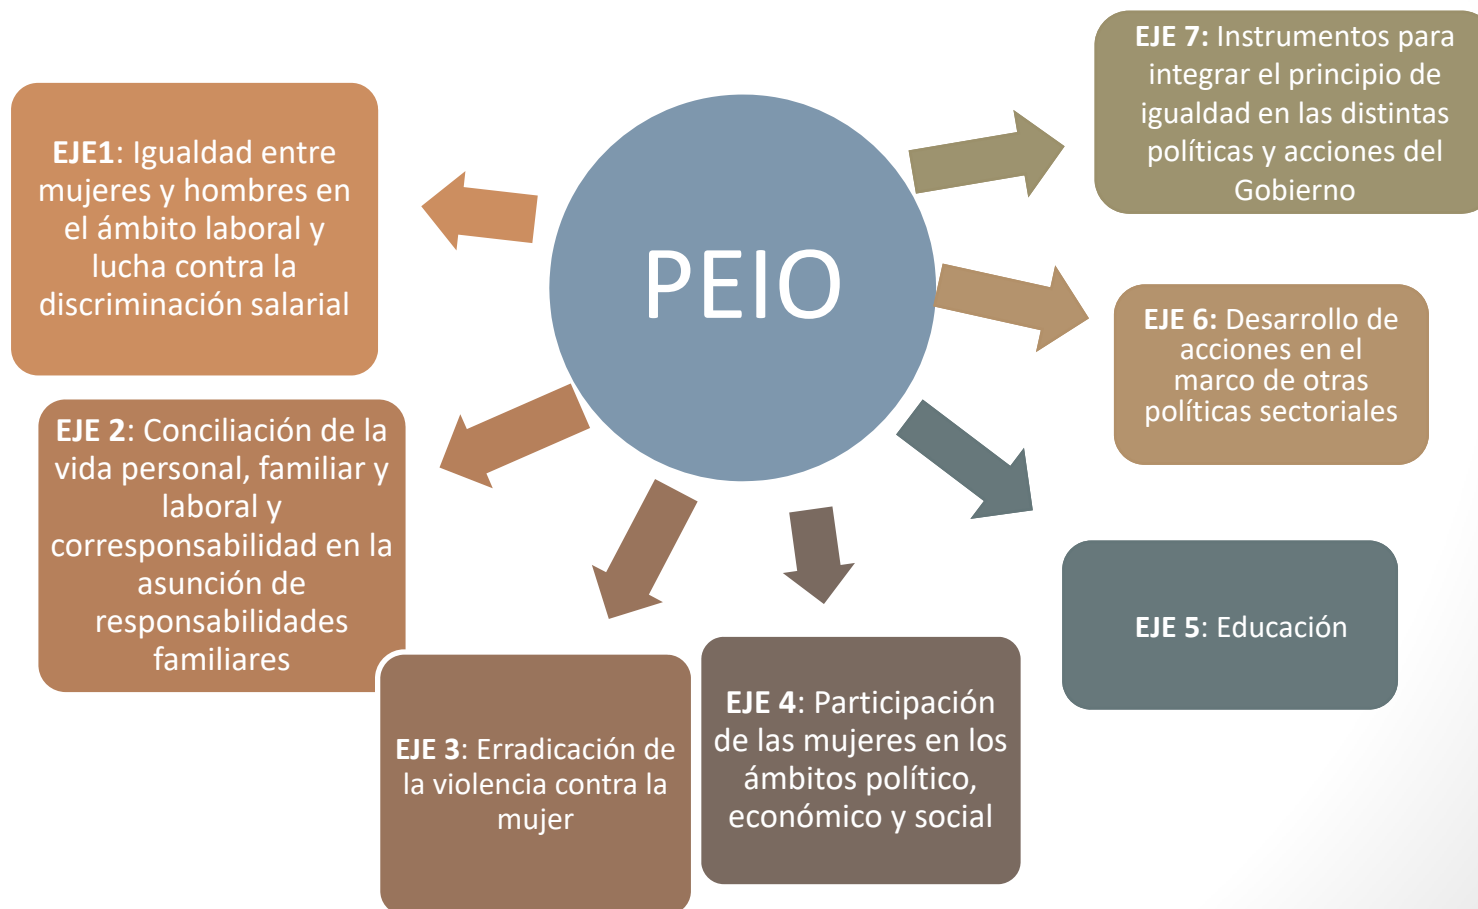 PEIO
EJE1: Igualdad entre
mujeres y hombres en
el ámbito laboral y
lucha contra la
discriminación salarial
EJE 2: Conciliación de la
vida personal, familiar y
laboral y
corresponsabilidad en la
asunción de
responsabilidades
familiares
EJE 3: Erradicación de
la violencia contra la
mujer
EJE 4: Participación
de las mujeres en los
ámbitos político,
económico y social
EJE 5: Educación
EJE 6: Desarrollo de
acciones en el
marco de otras
políticas sectoriales
EJE 7: Instrumentos para
integrar el principio de
igualdad en las distintas
políticas y acciones del
Gobierno